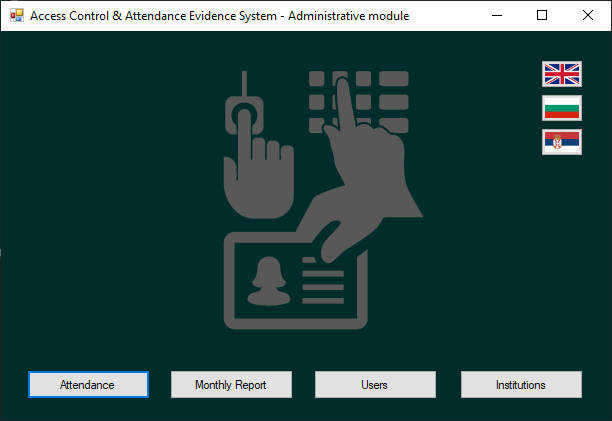 Access Control & Attendance Evidence System - Administrative module
Attendance
Monthly Report
Users
Institutions